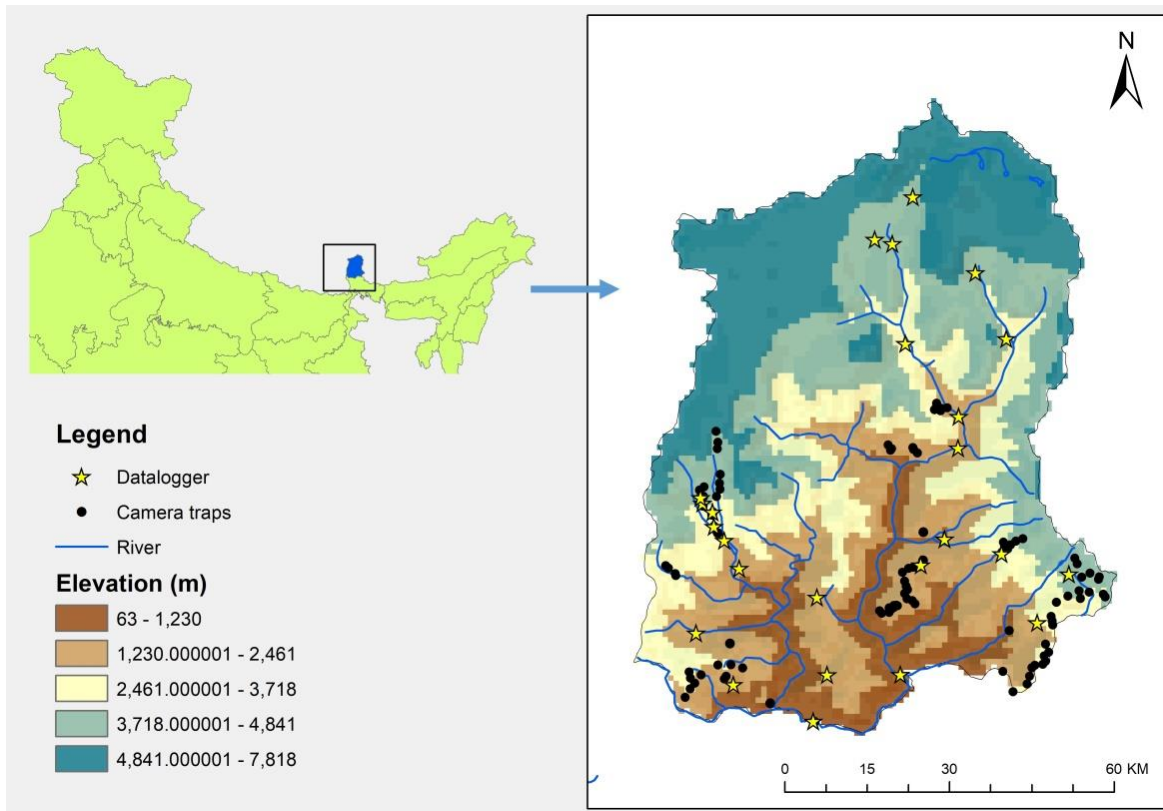 N
Legend
Datalogger
Camera traps
River
Elevation (m)
63 - 1,230
1,230.000001 - 2,461
2,461.000001 - 3,718
3,718.000001 - 4,841
4,841.000001 - 7,818
0 15 30 60 KM